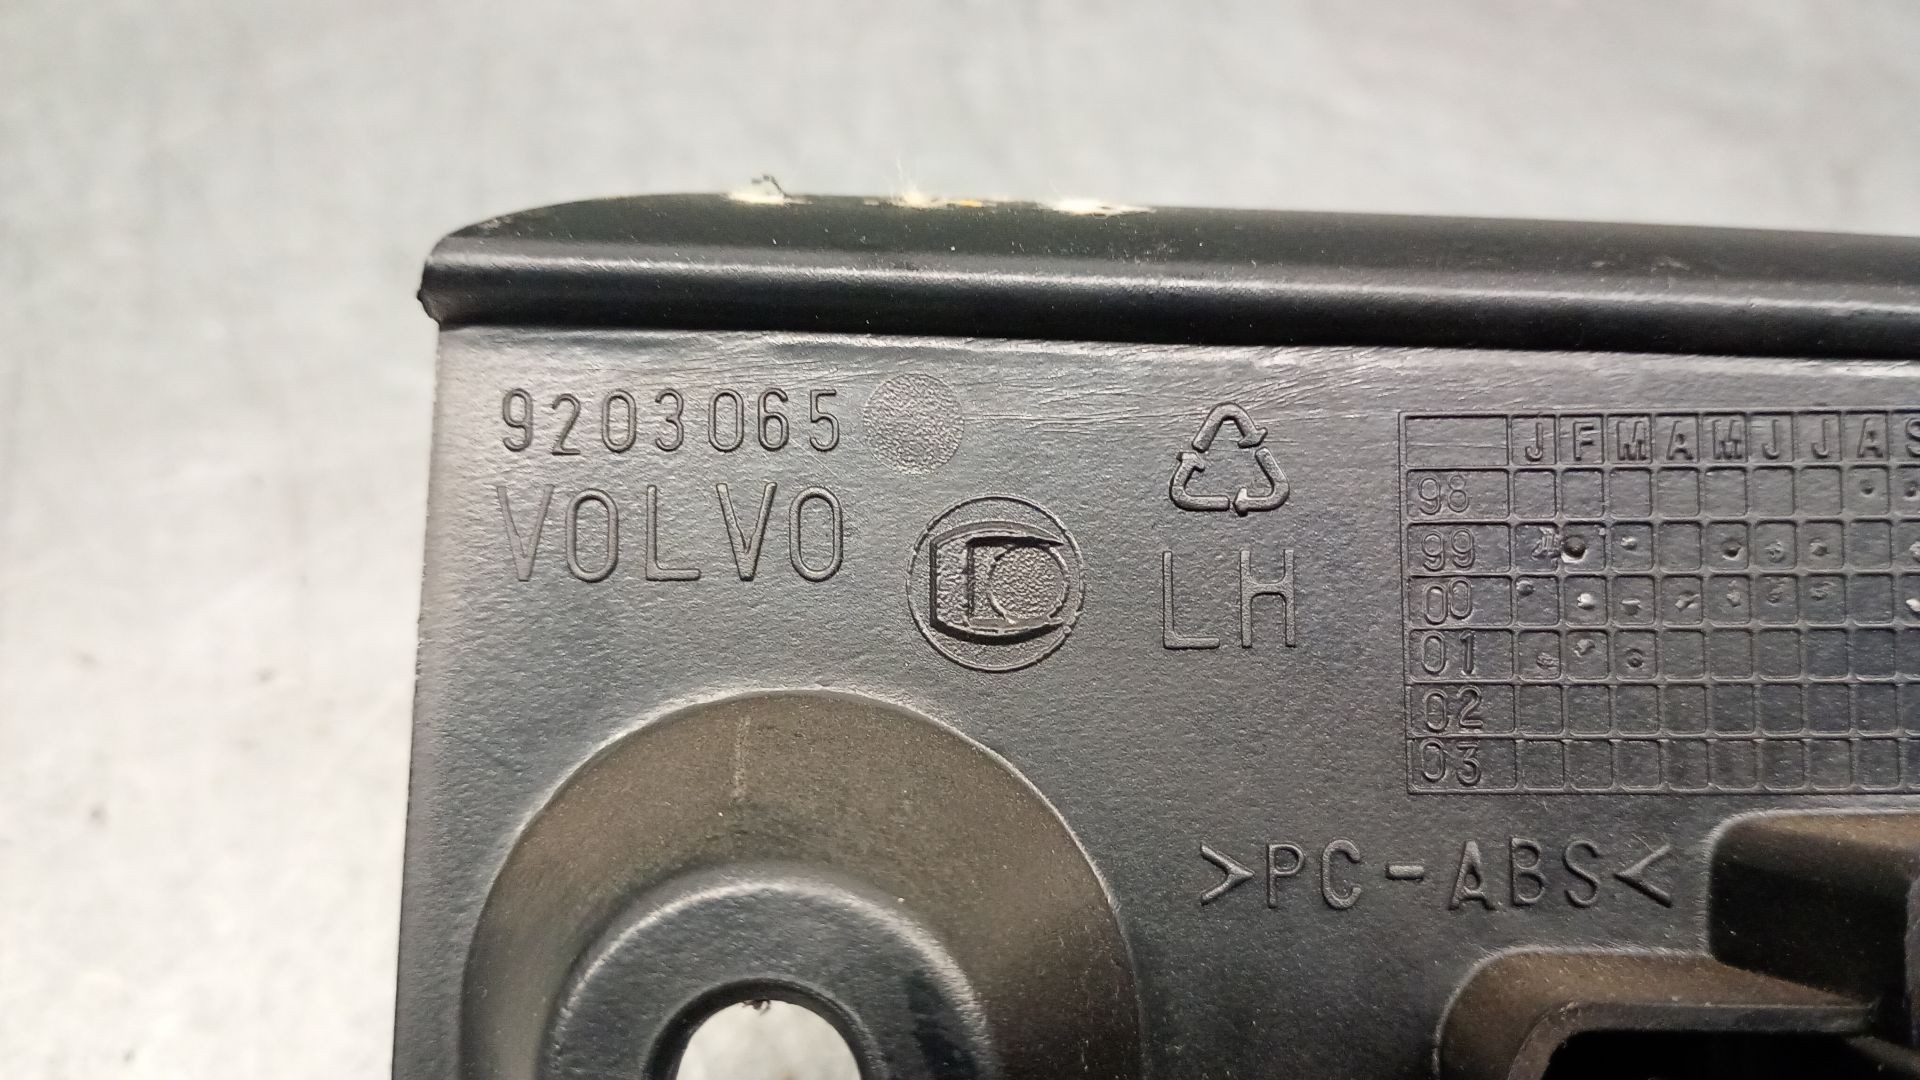 9203065
VOLVO
LH
J F M A M J J A S
98
99
00
01
02
03
>PC-ABS<